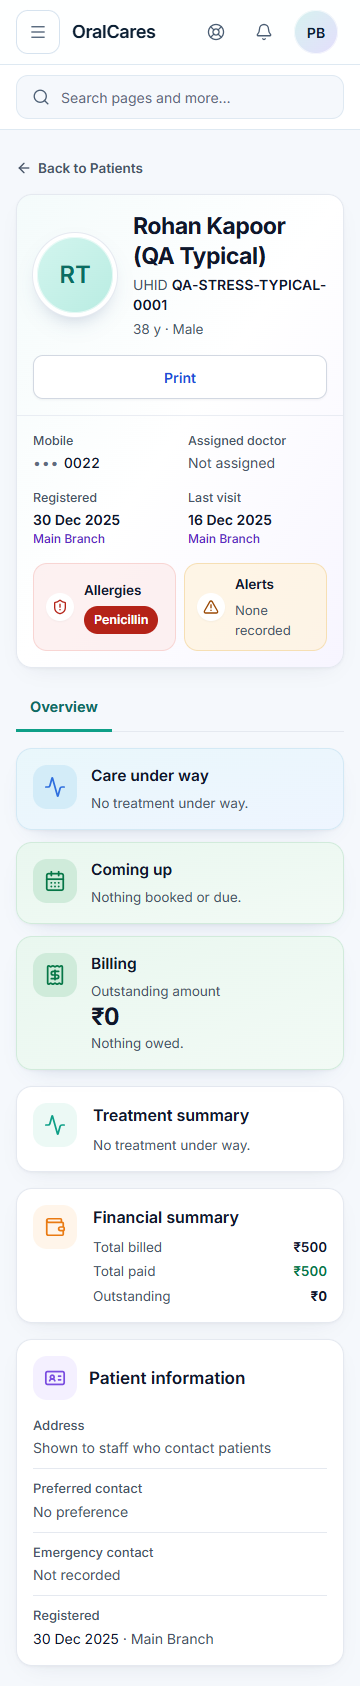 OralCares
PB
Search pages and more...
Back to Patients
RT
Rohan Kapoor
(QA Typical)
UHID QA-STRESS-TYPICAL-
0001
38 y · Male
Print
Mobile
••• 0022
Assigned doctor
Not assigned
Registered
30 Dec 2025
Main Branch
Last visit
16 Dec 2025
Main Branch
Allergies
Penicillin
Alerts
None
recorded
Overview
Care under way
No treatment under way.
Coming up
Nothing booked or due.
Billing
Outstanding amount
₹0
Nothing owed.
Treatment summary
No treatment under way.
Financial summary
Total billed ₹500
Total paid ₹500
Outstanding ₹0
Patient information
Address
Shown to staff who contact patients
Preferred contact
No preference
Emergency contact
Not recorded
Registered
30 Dec 2025 · Main Branch